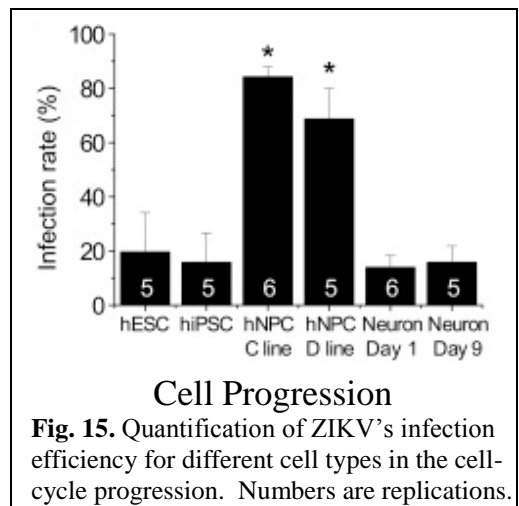 100
80
60
40
20
0
Infection rate (%)
* *
5 5 6 5 6 5
hESC hiPSC hNPC hNPC Neuron Neuron
C line D line Day 1 Day 9
Cell Progression
Fig. 15. Quantification of ZIKV's infection
efficiency for different cell types in the cell-
cycle progression. Numbers are replications.